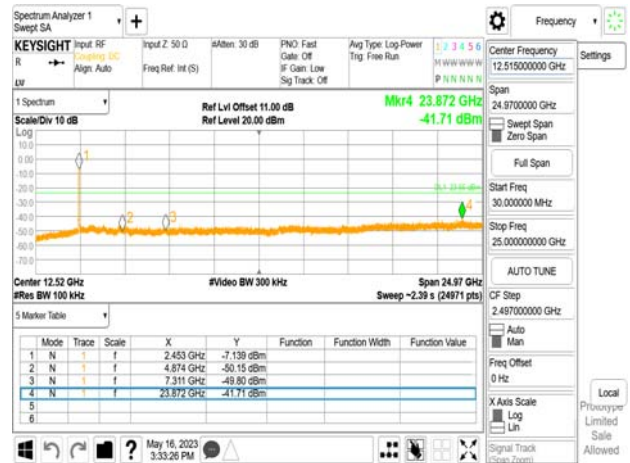 Spectrum Analyzer 1
Swept SA
Frequency
KEYSIGHT
Input: RF
Input Z: 50 Ω
#Atten: 30 dB
PNO: Fast
Avg Type: Log-Power
1 2 3 4 5 6
R
Coupling: DC
Gate: Off
Trig: Free Run
M W W W W W
Align: Auto
Freq Ref: Int (S)
IF Gain: Low
Sig Track: Off
P N N N N N
Center Frequency
12.515000000 GHz
Settings
1 Spectrum
Ref Lvl Offset 11.00 dB
Mkr4 23.872 GHz
Scale/Div 10 dB
Ref Level 20.00 dBm
-41.71 dBm
Span
24.9700000 GHz
Swept Span
Zero Span
Full Span
Start Freq
30.000000 MHz
Stop Freq
25.000000000 GHz
AUTO TUNE
CF Step
2.497000000 GHz
Auto
Man
Freq Offset
0 Hz
X Axis Scale
Log
Lin
Local
Prototype
Limited
Sale
Allowed
Signal Track
(Span Zoom)
Log
10.0
0.00
-10.0
-20.0
-30.0
-40.0
-50.0
-60.0
-70.0
1
2
3
4
Center 12.52 GHz
#Video BW 300 kHz
Span 24.97 GHz
#Res BW 100 kHz
Sweep ~2.39 s (24971 pts)
5 Marker Table
Mode Trace Scale X Y Function Function Width Function Value
1 N 1 f 2.453 GHz -7.139 dBm
2 N 1 f 4.874 GHz -50.15 dBm
3 N 1 f 7.311 GHz -49.80 dBm
4 N 1 f 23.872 GHz -41.71 dBm
5
6
May 16, 2023
3:33:26 PM